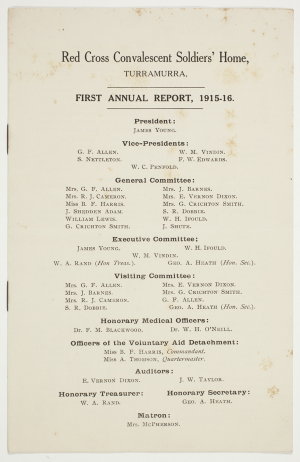 Red Cross Convalescent Soldiers' Home,
TURRAMURRA,
FIRST ANNUAL REPORT, 1915-16.
President:
JAMES YOUNG.
Vice-Presidents:
G. F. ALLEN. W. M. VINDIN.
S. NETTLETON. F. W. EDWARDS.
W. C. PENFOLD.
General Committee:
MRS. G. F. ALLEN. MRS. J. BARNES.
MRS. R. J. CAMERON. MRS. E. VERNON DIXON.
MISS B. F. HARRIS. MRS. G. CRICHTON SMITH.
J. SHEDDEN ADAM. S. R. DOBBIE.
WILLIAM LEWIS. W. H. IFOULD.
G. CRICHTON SMITH. J. SHUTE.
Executive Committee:
JAMES YOUNG. W. H. IFOULD.
W. M. VINDIN.
W. A. RAND (Hon Treas.). GEO. A. HEATH (Hon. Sec.).
Visiting Committee:
MRS. G. F. ALLEN. MRS. E. VERNON DIXON.
MRS. J. BARNES. MRS. G. CRICHTON SMITH.
MRS. R. J. CAMERON. G. F. ALLEN.
S. R. DOBBIE. GEO. A. HEATH (Hon. Sec.).
Honorary Medical Officers:
DR. F. M. BLACKWOOD. DR. W. H. O'NEILL.
Officers of the Voluntary Aid Detachment:
MISS B. F. HARRIS, Commandant.
MISS A. THOMPSON, Quartermaster.
Auditors:
E. VERNON DIXON. J. W. TAYLOR.
Honorary Treasurer: Honorary Secretary:
W. A. RAND. GEO. A. HEATH.
Matron:
MRS. MCPHERSON.